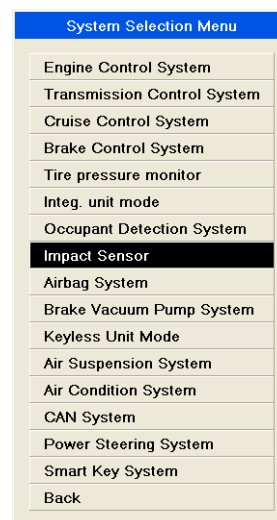 System Selection Menu
Engine Control System
Transmission Control System
Cruise Control System
Brake Control System
Tire pressure monitor
Integ. unit mode
Occupant Detection System
Impact Sensor
Airbag System
Brake Vacuum Pump System
Keyless Unit Mode
Air Suspension System
Air Condition System
CAN System
Power Steering System
Smart Key System
Back